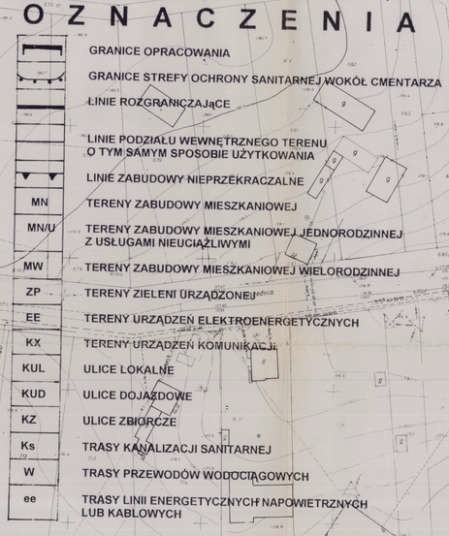 OZNACZENIA
GRANICE OPRACOWANIA
GRANICE STREFY OCHRONY SANITARNEJ WOKÓŁ CMENTARZA
LINIE ROZGRANICZAJĄCE
LINIE PODZIAŁU WEWNĘTRZNEGO TERENU
O TYM SAMYM SPOSOBIE UŻYTKOWANIA
LINIE ZABUDOWY NIEPRZEKRACZALNE
MN TERENY ZABUDOWY MIESZKANIOWEJ
MN/U TERENY ZABUDOWY MIESZKANIOWEJ JEDNORODZINNEJ
Z USŁUGAMI NIEUCIĄŻLIWYMI
MW TERENY ZABUDOWY MIESZKANIOWEJ WIELORODZINNEJ
ZP TERENY ZIELENI URZĄDZONEJ
EE TERENY URZĄDZEŃ ELEKTROENERGETYCZNYCH
KX TERENY URZĄDZEŃ KOMUNIKACJI
KUL ULICE LOKALNE
KUD ULICE DOJAZDOWE
KZ ULICE ZBIORCZE
Ks TRASY KANALIZACJI SANITARNEJ
W TRASY PRZEWODÓW WODOCIĄGOWYCH
ee TRASY LINII ENERGETYCZNYCH NAPOWIETRZNYCH
LUB KABLOWYCH